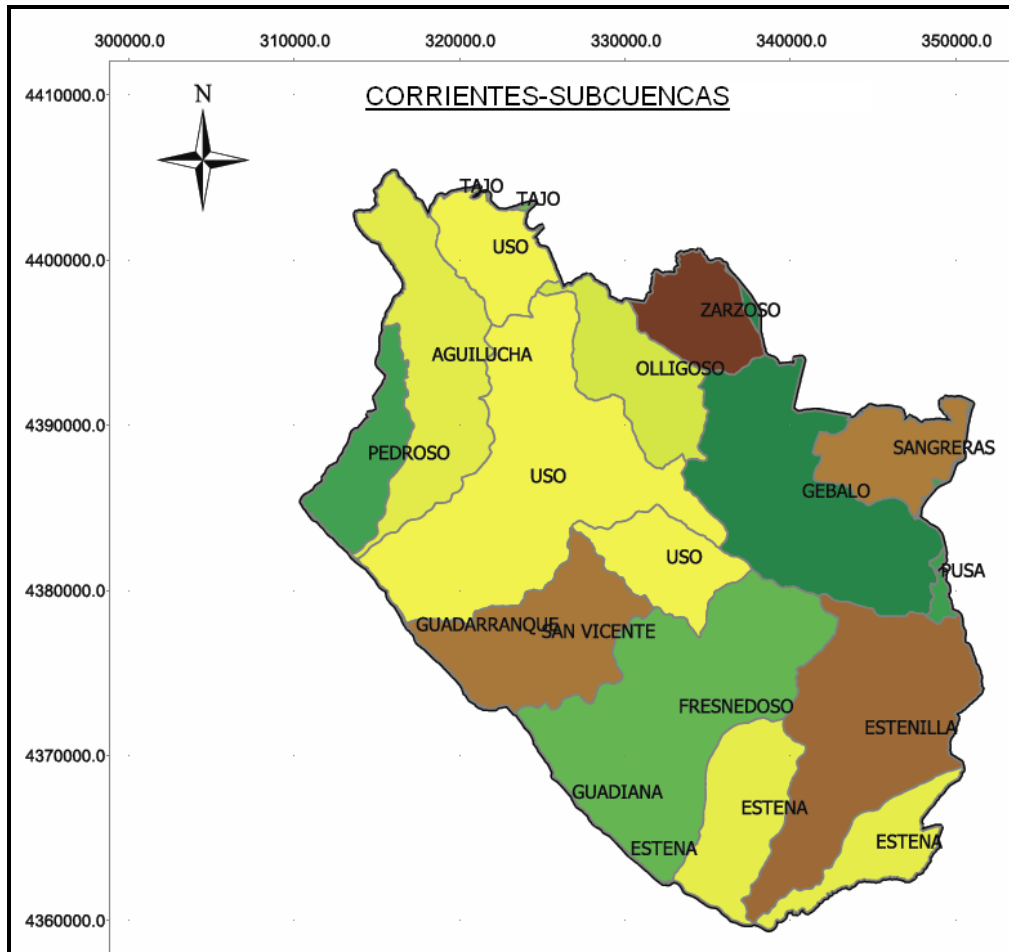 300000.0 310000.0 320000.0 330000.0 340000.0 350000.0
4410000.0
CORRIENTES-SUBCUENCAS
N
TAJO
TAJO
USO
4400000.0
ZARZOSO
AGUILUCHA
OLLIGOSO
4390000.0
SANGRERAS
PEDROSO
USO
GEBALO
USO
PUSA
4380000.0
GUADARRANQUE
SAN VICENTE
FRESNEDOSO
ESTENILLA
4370000.0
GUADIANA
ESTENA
ESTENA
ESTENA
4360000.0